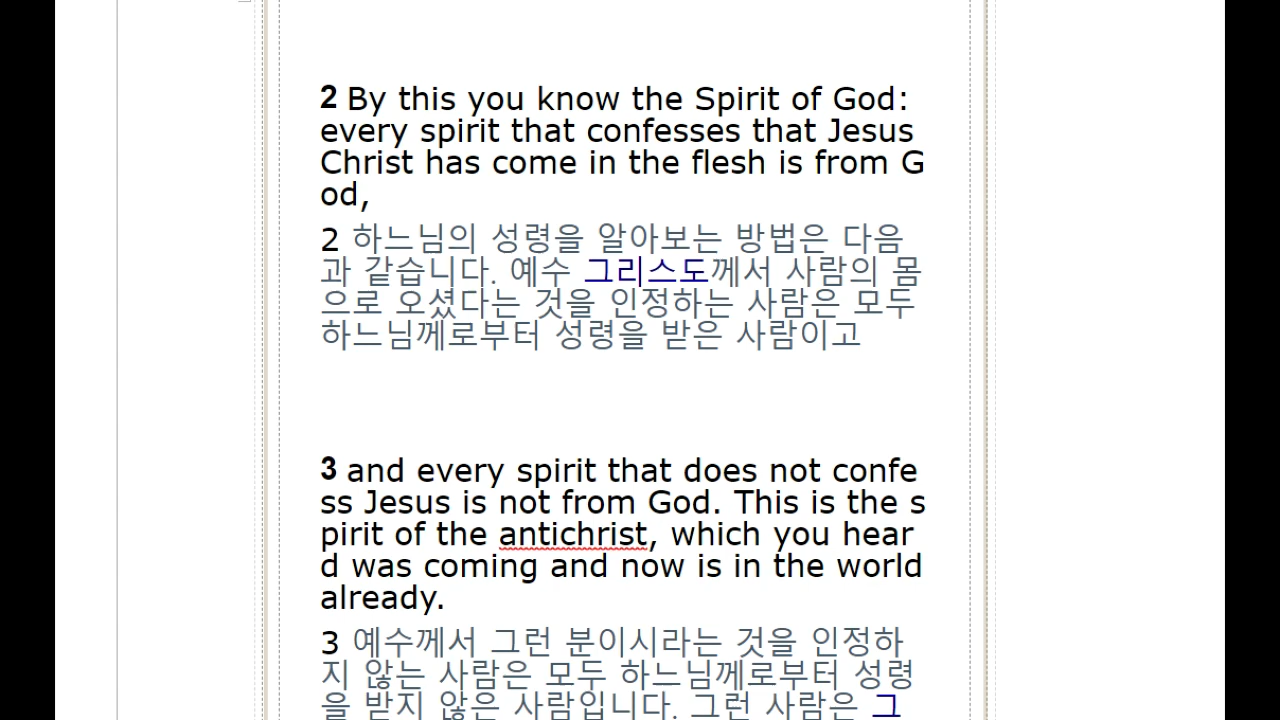 2 By this you know the Spirit of God:
every spirit that confesses that Jesus
Christ has come in the flesh is from G
od,
2 하느님의 성령을 알아보는 방법은 다음
과 같습니다. 예수 그리스도께서 사람의 몸
으로 오셨다는 것을 인정하는 사람은 모두
하느님께로부터 성령을 받은 사람이고
3 and every spirit that does not confe
ss Jesus is not from God. This is the s
pirit of the antichrist, which you hear
d was coming and now is in the world
already.
3 예수께서 그런 분이시라는 것을 인정하
지 않는 사람은 모두 하느님께로부터 성령
을 받지 않은 사람입니다. 그런 사람은 그